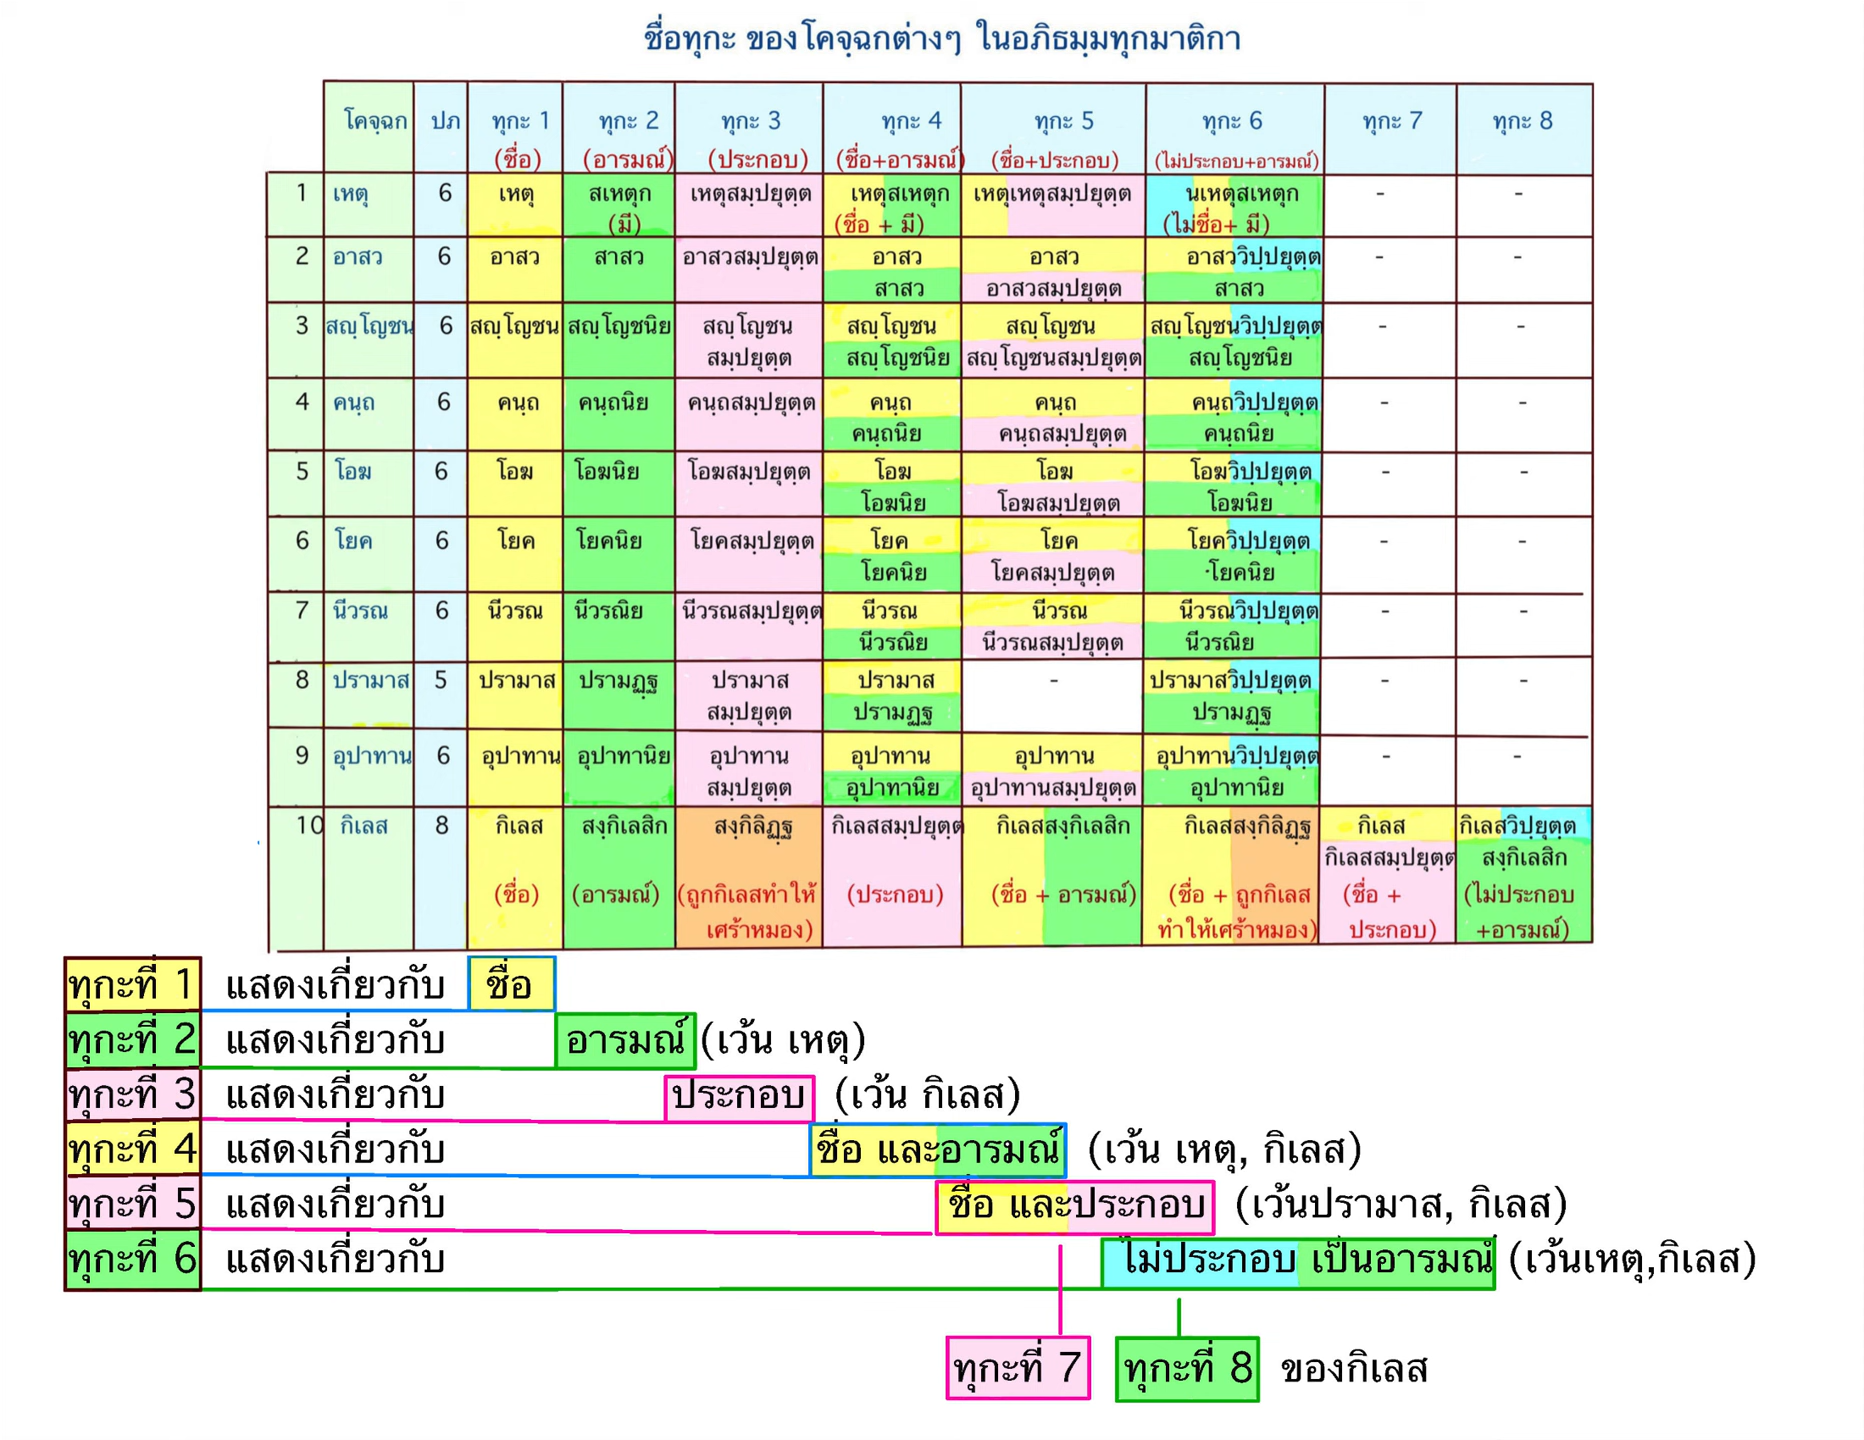 ชื่อทุกะ ของโคจฺฉกต่างๆ ในอภิธมฺมทุกมาติกา
โคจฺฉก ปภ ทุกะ 1 ทุกะ 2 ทุกะ 3 ทุกะ 4 ทุกะ 5 ทุกะ 6 ทุกะ 7 ทุกะ 8
(ชื่อ) (อารมณ์) (ประกอบ) (ชื่อ+อารมณ์) (ชื่อ+ประกอบ) (ไม่ประกอบ+อารมณ์)
1 เหตุ 6 เหตุ สเหตุก เหตุสมฺปยุตฺต เหตุสเหตุก เหตุเหตุสมฺปยุตฺต นเหตุสเหตุก - -
(มี) (ชื่อ + มี) (ไม่ชื่อ+ มี)
2 อาสว 6 อาสว สาสว อาสวสมฺปยุตฺต อาสว อาสว อาสววิปฺปยุตฺต - -
สาสว อาสวสมฺปยุตฺต สาสว
3 สญฺโญชน 6 สญฺโญชน สญฺโญชนิย สญฺโญชน สญฺโญชน สญฺโญชน สญฺโญชนวิปฺปยุตฺต - -
สมฺปยุตฺต สญฺโญชนิย สญฺโญชนสมฺปยุตฺต สญฺโญชนิย
4 คนฺถ 6 คนฺถ คนฺถนิย คนฺถสมฺปยุตฺต คนฺถ คนฺถ คนฺถวิปฺปยุตฺต - -
คนฺถนิย คนฺถสมฺปยุตฺต คนฺถนิย
5 โอฆ 6 โอฆ โอฆนิย โอฆสมฺปยุตฺต โอฆ โอฆ โอฆวิปฺปยุตฺต - -
โอฆนิย โอฆสมฺปยุตฺต โอฆนิย
6 โยค 6 โยค โยคนิย โยคสมฺปยุตฺต โยค โยค โยควิปฺปยุตฺต - -
โยคนิย โยคสมฺปยุตฺต โยคนิย
7 นีวรณ 6 นีวรณ นีวรณิย นีวรณสมฺปยุตฺต นีวรณ นีวรณ นีวรณวิปฺปยุตฺต - -
นีวรณิย นีวรณสมฺปยุตฺต นีวรณิย
8 ปรามาส 5 ปรามาส ปรามฏฺฐ ปรามาส ปรามาส - ปรามาสวิปฺปยุตฺต - -
สมฺปยุตฺต ปรามฏฺฐ ปรามฏฺฐ
9 อุปาทาน 6 อุปาทาน อุปาทานิย อุปาทาน อุปาทาน อุปาทาน อุปาทานวิปฺปยุตฺต - -
สมฺปยุตฺต อุปาทานิย อุปาทานสมฺปยุตฺต อุปาทานิย
10 กิเลส 8 กิเลส สงฺกิเลสิก สงฺกิลิฏฺฐ กิเลสสมฺปยุตฺต กิเลสสงฺกิเลสิก กิเลสสงฺกิลิฏฺฐ กิเลส กิเลสวิปฺยุตฺต
กิเลสสมฺปยุตฺต สงฺกิเลสิก
(ชื่อ) (อารมณ์) (ถูกกิเลสทำให้ (ประกอบ) (ชื่อ + อารมณ์) (ชื่อ + ถูกกิเลส (ชื่อ + (ไม่ประกอบ
เศร้าหมอง) ทำให้เศร้าหมอง) ประกอบ) +อารมณ์)
ทุกะที่ 1 แสดงเกี่ยวกับ ชื่อ
ทุกะที่ 2 แสดงเกี่ยวกับ อารมณ์ (เว้น เหตุ)
ทุกะที่ 3 แสดงเกี่ยวกับ ประกอบ (เว้น กิเลส)
ทุกะที่ 4 แสดงเกี่ยวกับ ชื่อ และอารมณ์ (เว้น เหตุ, กิเลส)
ทุกะที่ 5 แสดงเกี่ยวกับ ชื่อ และประกอบ (เว้นปรามาส, กิเลส)
ทุกะที่ 6 แสดงเกี่ยวกับ ไม่ประกอบ เป็นอารมณ์ (เว้นเหตุ,กิเลส)
ทุกะที่ 7 ทุกะที่ 8 ของกิเลส